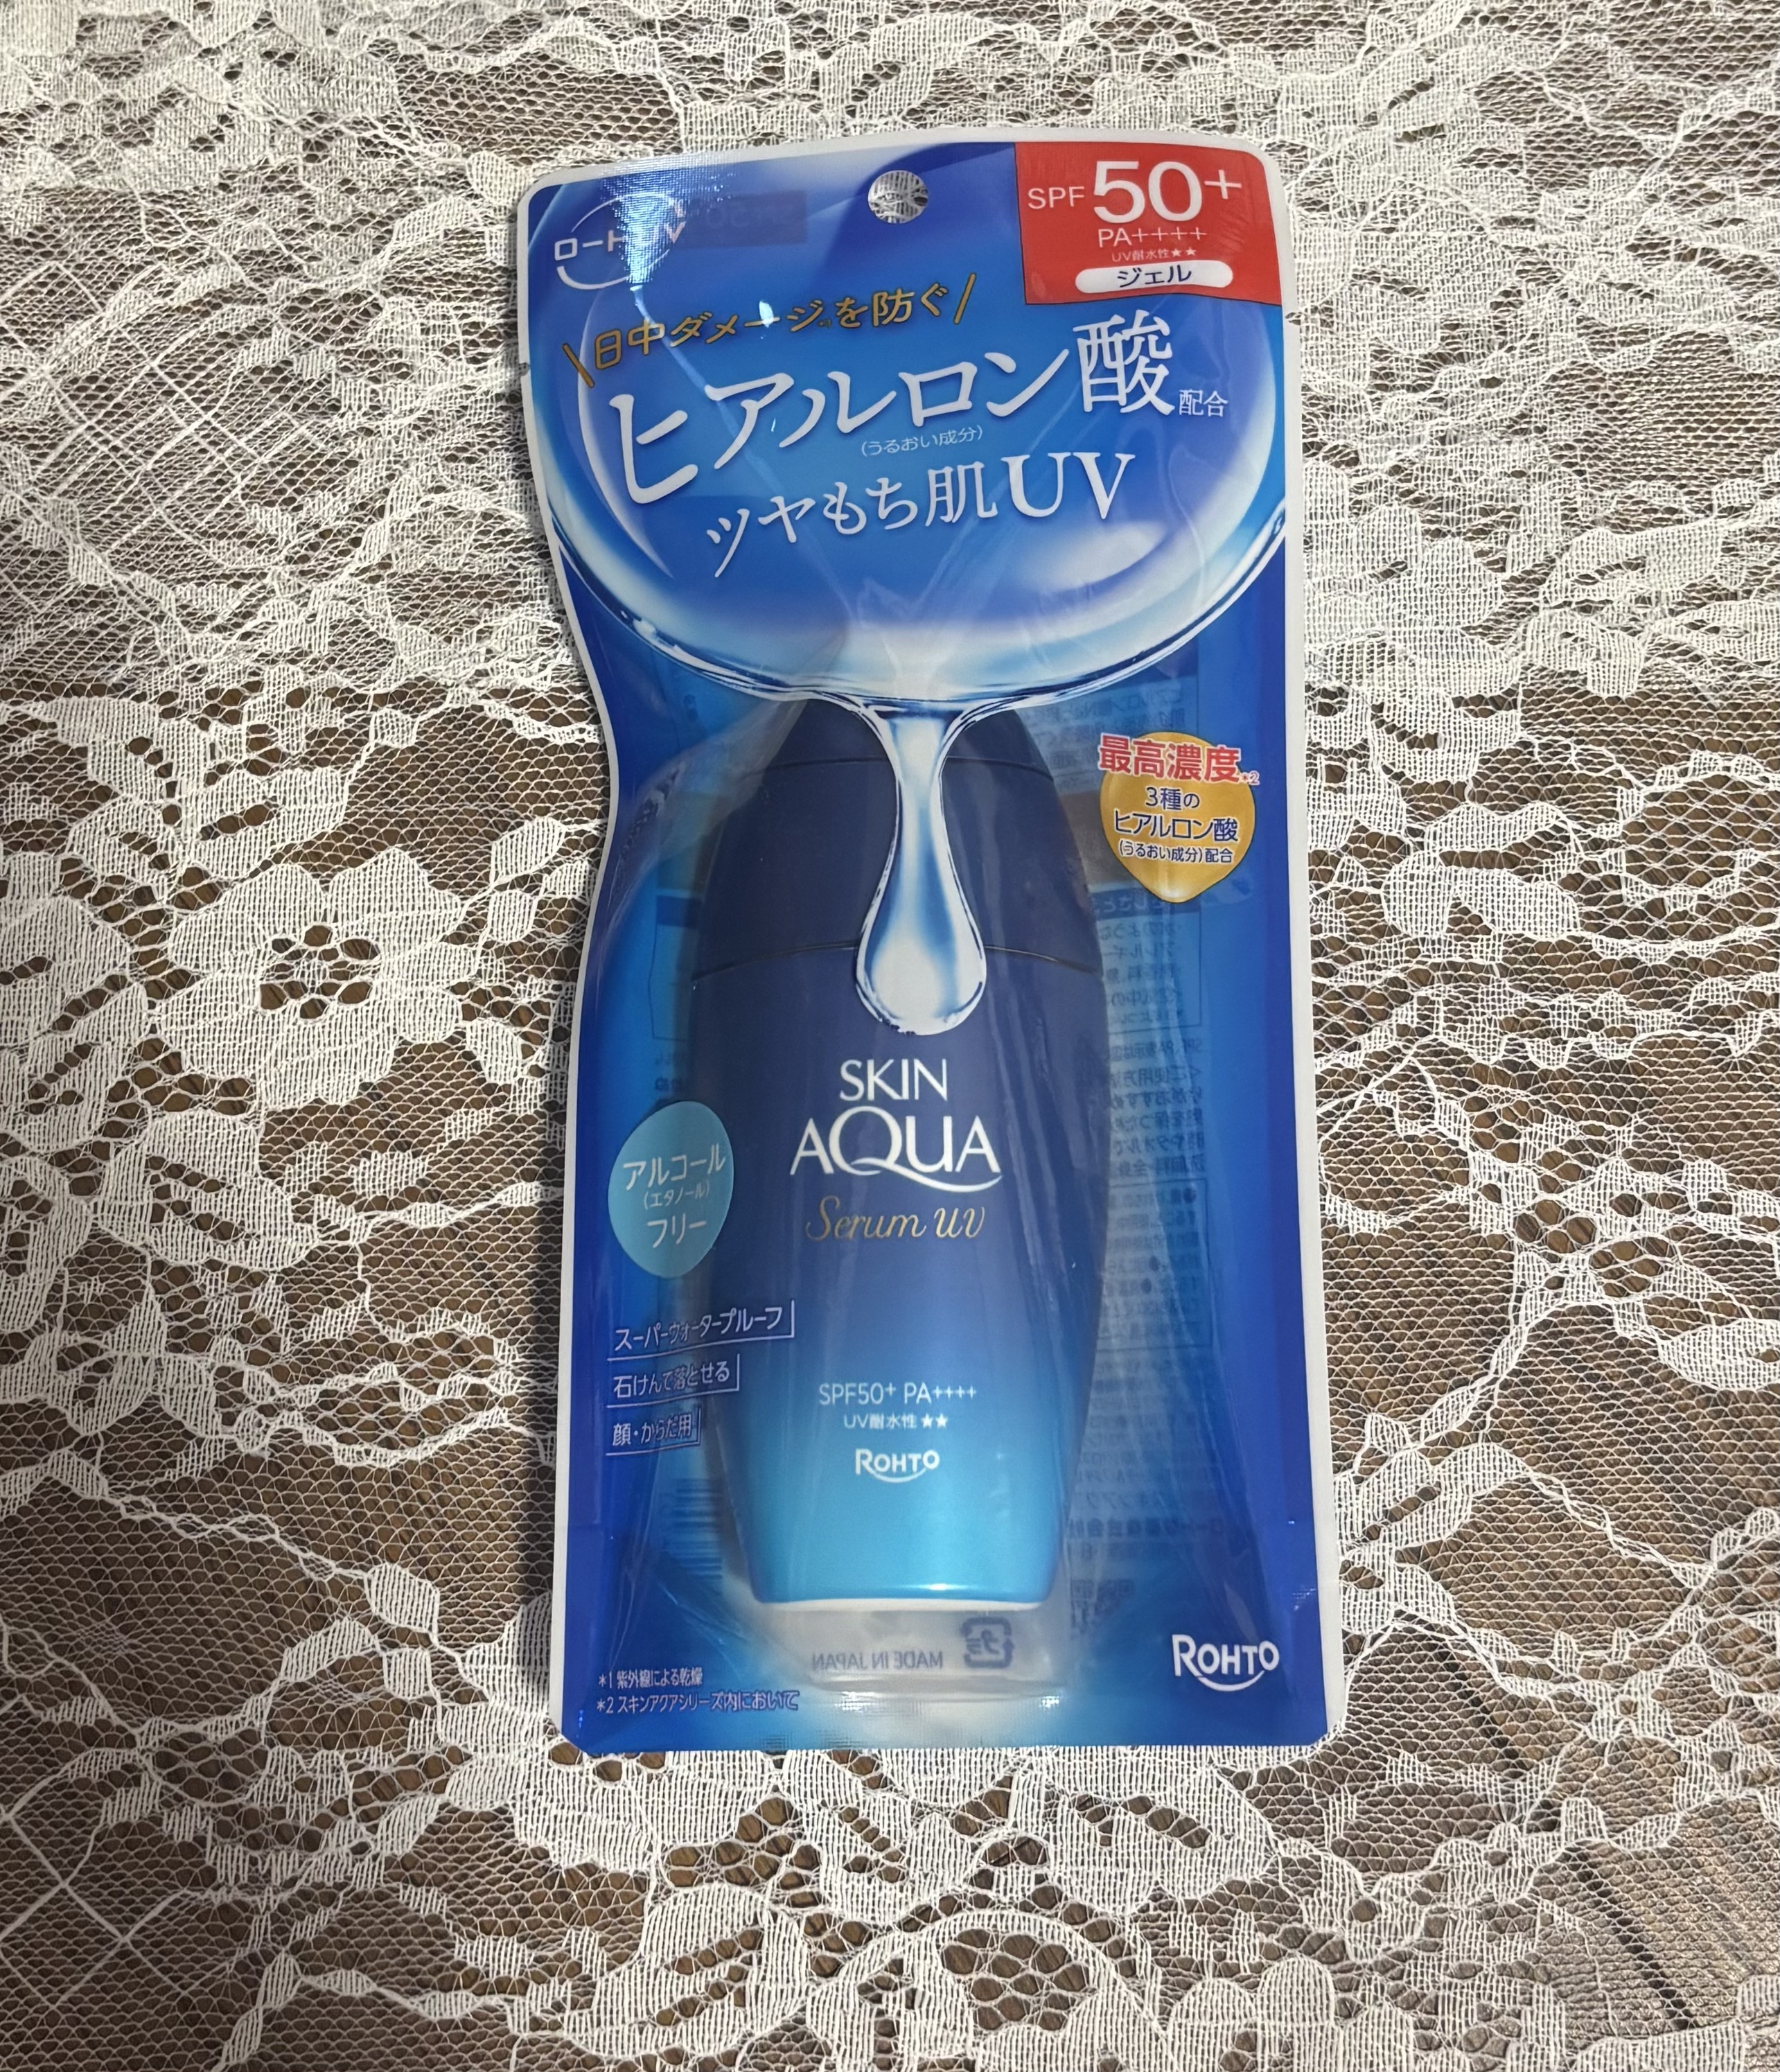 ロートUV
SPF 50+
PA++++
UV耐水性★★
ジェル
日中ダメージを防ぐ
ヒアルロン酸配合
(うるおい成分)
ツヤもち肌UV
最高濃度*2
3種の
ヒアルロン酸
(うるおい成分)配合
SKIN
AQUA
Serum UV
アルコール
(エタノール)
フリー
スーパーウォータープルーフ
石けんで落とせる
顔・からだ用
SPF50+ PA++++
UV耐水性★★
ROHTO
MADE IN JAPAN
ROHTO
*1 紫外線による乾燥
*2 スキンアクアシリーズ内において